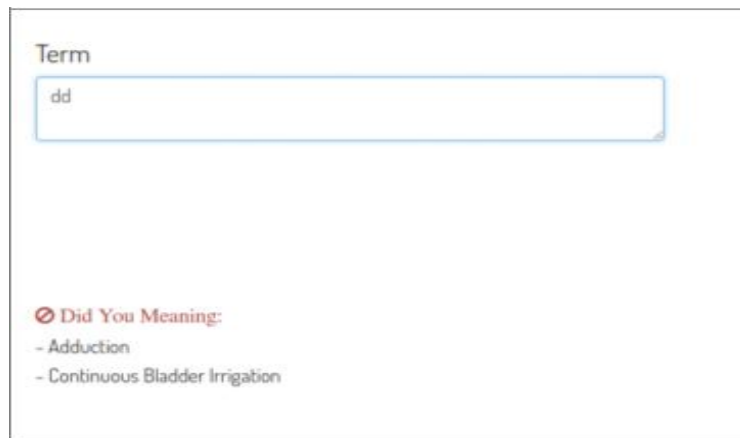 Term
dd
Did You Meaning:
- Adduction
- Continuous Bladder Irrigation